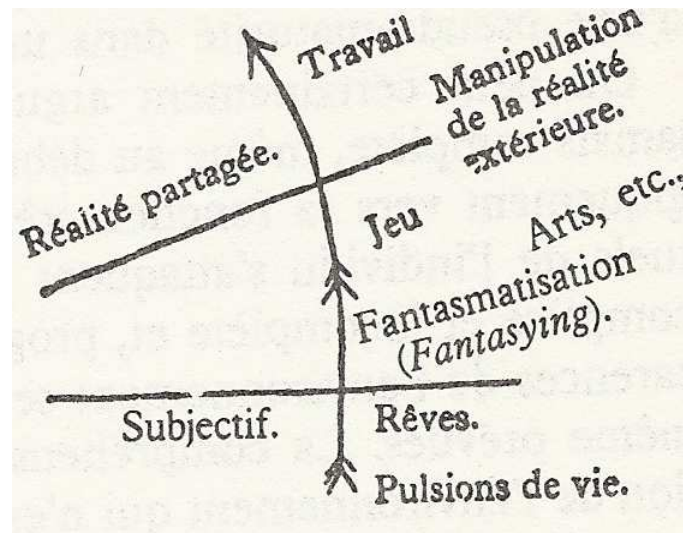 Travail
Manipulation
de la réalité
extérieure.
Réalité partagée.
Jeu
Arts, etc.,
Fantasmatisation
(Fantasying).
Subjectif.
Rêves.
Pulsions de vie.